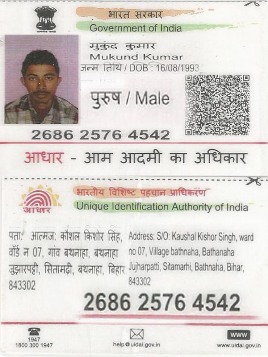 भारत सरकार
Government of India
मुकुंद कुमार
Mukund Kumar
जन्म तिथि / DOB : 16/08/1993
पुरुष / Male
2686 2576 4542
आधार - आम आदमी का अधिकार
भारतीय विशिष्ट पहचान प्राधिकरण
Unique Identification Authority of India
आधार
पता: आत्मज: कौशल किशोर सिंह,
वार्ड न 07, गांव बथनाहा,
जुझारपट्टी, सितामढी, बथनाहा, बिहार,
843302
Address: S/O: Kaushal Kishor Singh, ward
no 07, Village bathnaha, Bathanaha
Jujharpatti, Sitamarhi, Bathnaha, Bihar,
843302
2686 2576 4542
1947
1800 300 1947
help@uidai.gov.in
www
www.uidai.gov.in